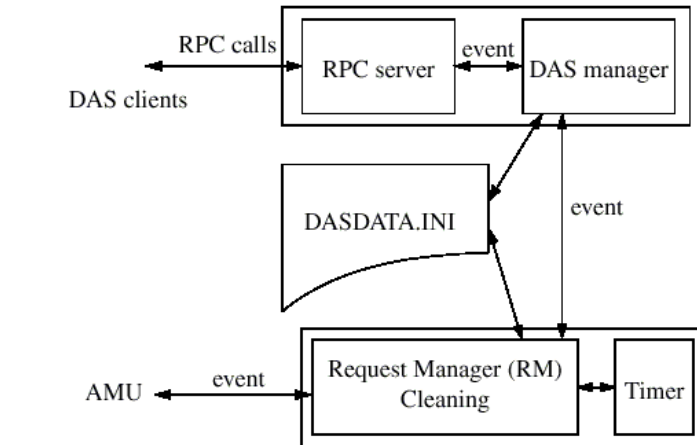 RPC calls
event
RPC server
DAS manager
DAS clients
event
DASDATA.INI
Request Manager (RM)
Cleaning
event
AMU
Timer